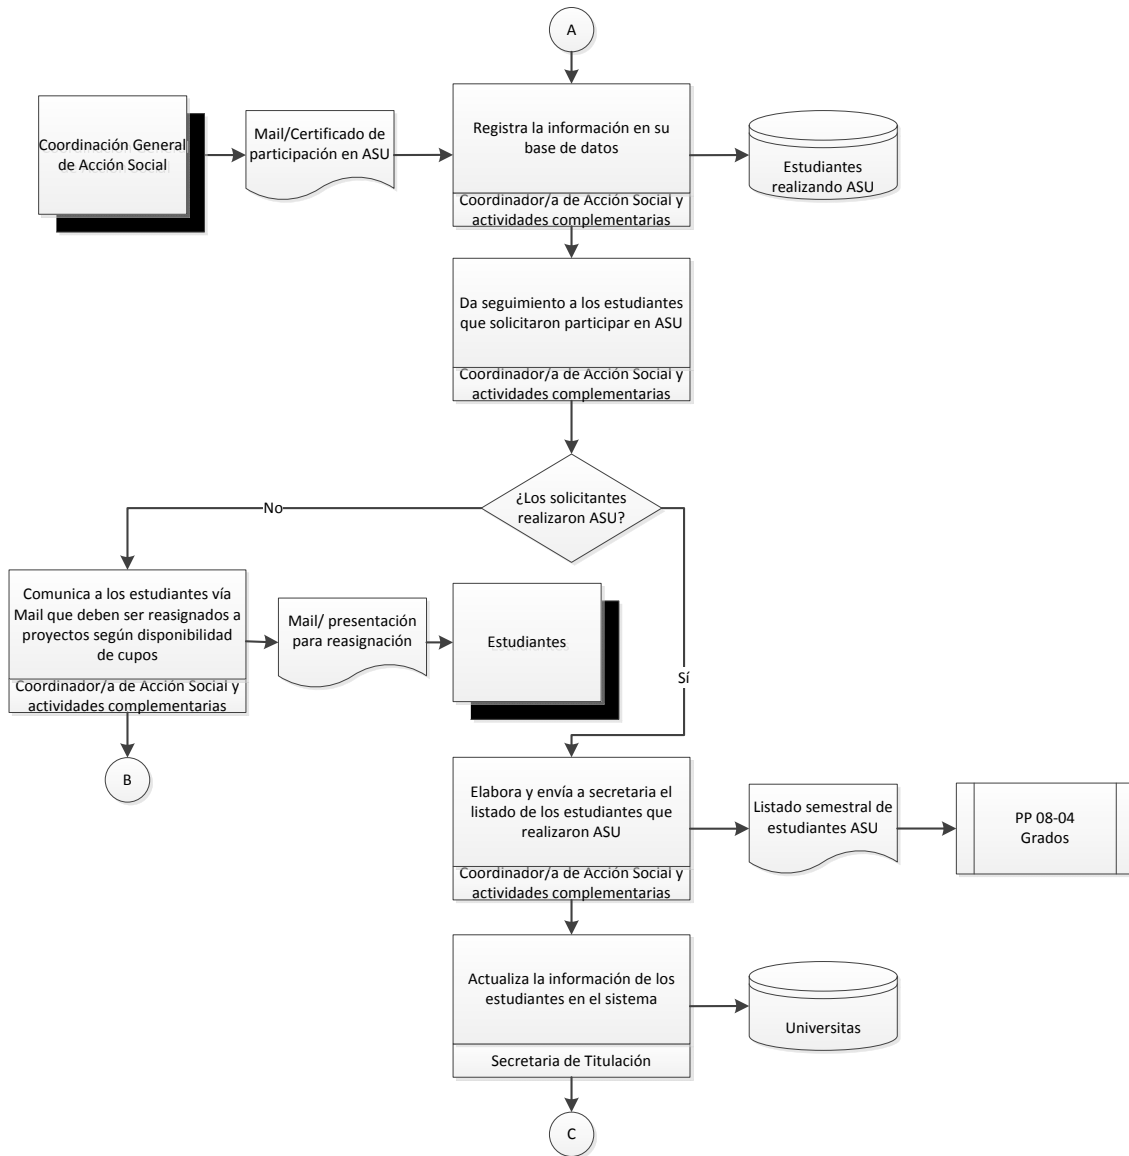 A
Coordinación General
de Acción Social
Mail/Certificado de
participación en ASU
Registra la información en su
base de datos
Coordinador/a de Acción Social y
actividades complementarias
Estudiantes
realizando ASU
Da seguimiento a los estudiantes
que solicitaron participar en ASU
Coordinador/a de Acción Social y
actividades complementarias
¿Los solicitantes
realizaron ASU?
No
Sí
Comunica a los estudiantes vía
Mail que deben ser reasignados a
proyectos según disponibilidad
de cupos
Coordinador/a de Acción Social y
actividades complementarias
Mail/ presentación
para reasignación
Estudiantes
B
Elabora y envía a secretaria el
listado de los estudiantes que
realizaron ASU
Coordinador/a de Acción Social y
actividades complementarias
Listado semestral de
estudiantes ASU
PP 08-04
Grados
Actualiza la información de los
estudiantes en el sistema
Secretaria de Titulación
Universitas
C